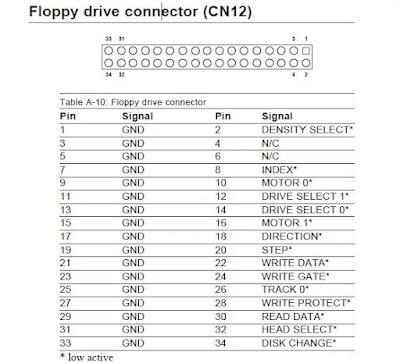 Floppy drive connector (CN12)
33 31 3 1
34 32 4 2
Table A-10: Floppy drive connector
Pin Signal Pin Signal
1 GND 2 DENSITY SELECT*
3 GND 4 N/C
5 GND 6 N/C
7 GND 8 INDEX*
9 GND 10 MOTOR 0*
11 GND 12 DRIVE SELECT 1*
13 GND 14 DRIVE SELECT 0*
15 GND 16 MOTOR 1*
17 GND 18 DIRECTION*
19 GND 20 STEP*
21 GND 22 WRITE DATA*
23 GND 24 WRITE GATE*
25 GND 26 TRACK 0*
27 GND 28 WRITE PROTECT*
29 GND 30 READ DATA*
31 GND 32 HEAD SELECT*
33 GND 34 DISK CHANGE*
* low active